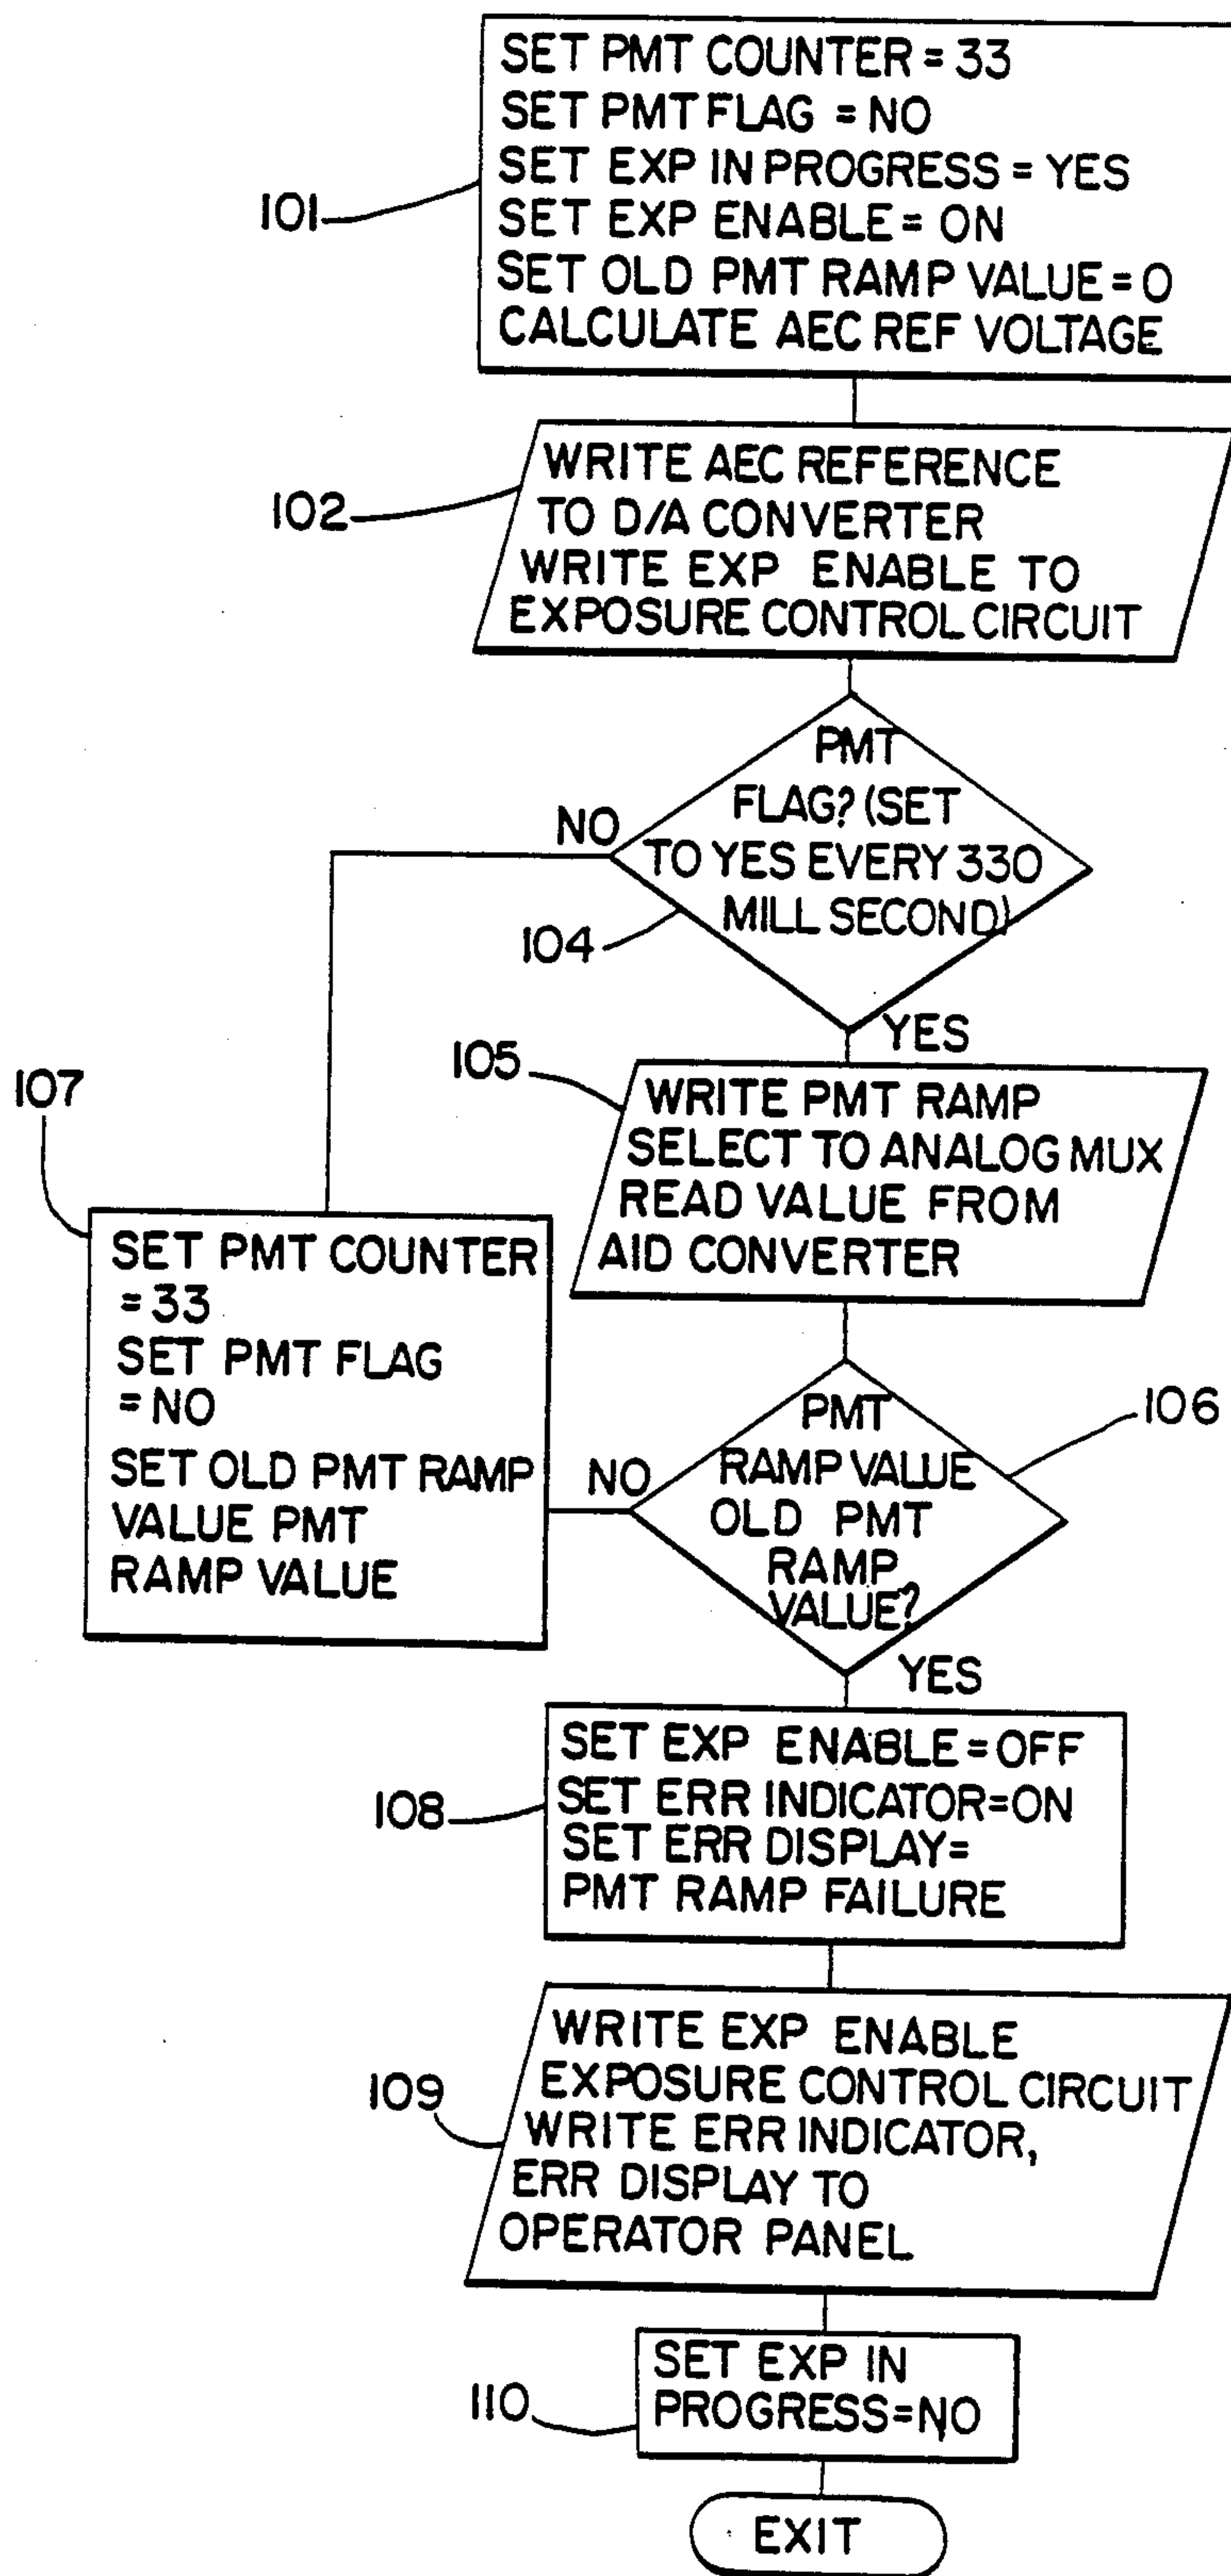 SET PMT COUNTER = 33
SET PMT FLAG = NO
SET EXP IN PROGRESS = YES
SET EXP ENABLE = ON
SET OLD PMT RAMP VALUE = 0
CALCULATE AEC REF VOLTAGE
101
WRITE AEC REFERENCE
TO D/A CONVERTER
WRITE EXP ENABLE TO
EXPOSURE CONTROL CIRCUIT
102
PMT
FLAG? (SET
TO YES EVERY 330
MILL SECOND)
NO
104
YES
105
WRITE PMT RAMP
SELECT TO ANALOG MUX
READ VALUE FROM
AID CONVERTER
107
SET PMT COUNTER
= 33
SET PMT FLAG
= NO
SET OLD PMT RAMP
VALUE PMT
RAMP VALUE
PMT
RAMP VALUE
OLD PMT
RAMP
VALUE?
106
NO
YES
SET EXP ENABLE = OFF
SET ERR INDICATOR=ON
SET ERR DISPLAY=
PMT RAMP FAILURE
108
WRITE EXP ENABLE
EXPOSURE CONTROL CIRCUIT
WRITE ERR INDICATOR,
ERR DISPLAY TO
OPERATOR PANEL
109
SET EXP IN
PROGRESS=NO
110
EXIT